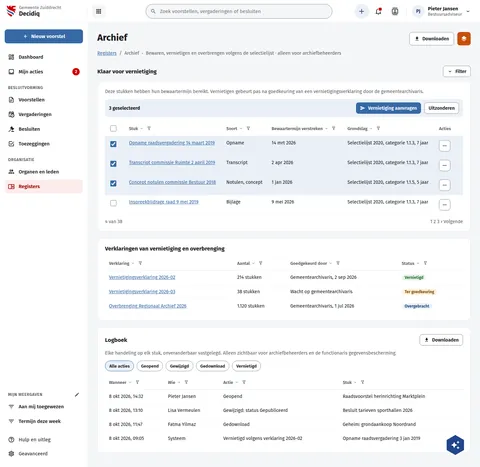 Gemeente Zuiddrecht
Decidiq
Zoek voorstellen, vergaderingen of besluiten
Pieter Jansen
Bestuursadviseur
+ Nieuw voorstel
Dashboard
Mijn acties
BESLUITVORMING
Voorstellen
Vergaderingen
Besluiten
Toezeggingen
ORGANISATIE
Organen en leden
Registers
MIJN WEERGAVEN
Aan mij toegewezen
Termijn deze week
Hulp en uitleg
Geavanceerd
Archief
Downloaden
Registers / Archief · Bewaren, vernietigen en overbrengen volgens de selectielijst · alleen voor archiefbeheerders
Klaar voor vernietiging
Filter
Deze stukken hebben hun bewaartermijn bereikt. Vernietigen gebeurt pas na goedkeuring van een vernietigingsverklaring door de gemeentearchivaris.
3 geselecteerd
Vernietiging aanvragen
Uitzonderen
Stuk Soort Bewaartermijn verstreken Grondslag Acties
Opname raadsvergadering 14 maart 2019 Opname 14 mrt 2026 Selectielijst 2020, categorie 1.1.3, 7 jaar
Transcript commissie Ruimte 2 april 2019 Transcript 2 apr 2026 Selectielijst 2020, categorie 1.1.3, 7 jaar
Concept notulen commissie Bestuur 2018 Notulen, concept 1 jan 2026 Selectielijst 2020, categorie 1.1.5, 7 jaar
Inspreekbijdrage raad 9 mei 2019 Bijlage 9 mei 2026 Selectielijst 2020, categorie 1.1.3, 7 jaar
van 38
1 2 3 Volgende
Verklaringen van vernietiging en overbrenging
Verklaring Aantal Goedgekeurd door Status
Vernietigingsverklaring 2026-02 214 stukken Gemeentearchivaris, 2 sep 2026 Vernietigd
Vernietigingsverklaring 2026-03 38 stukken Wacht op gemeentearchivaris Ter goedkeuring
Overbrenging Regionaal Archief 2026 1.120 stukken Gemeentearchivaris, 1 jul 2026 Overgebracht
Logboek
Downloaden
Elke handeling op elk stuk, onveranderbaar vastgelegd. Alleen zichtbaar voor archiefbeheerders en de functionaris gegevensbescherming.
Alle acties Geopend Gewijzigd Gedownload Vernietigd
Wanneer Wie Actie Stuk
8 okt 2026, 14:32 Pieter Jansen Geopend Raadsvoorstel herinrichting Marktplein
8 okt 2026, 13:10 Lisa Vermeulen Gewijzigd: status Gepubliceerd Besluit tarieven sporthallen 2026
8 okt 2026, 11:47 Fatma Yilmaz Gedownload Geheim: grondaankoop Noordrand
8 okt 2026, 09:05 Systeem Vernietigd volgens verklaring 2026-02 Opname raadsvergadering 3 jan 2019